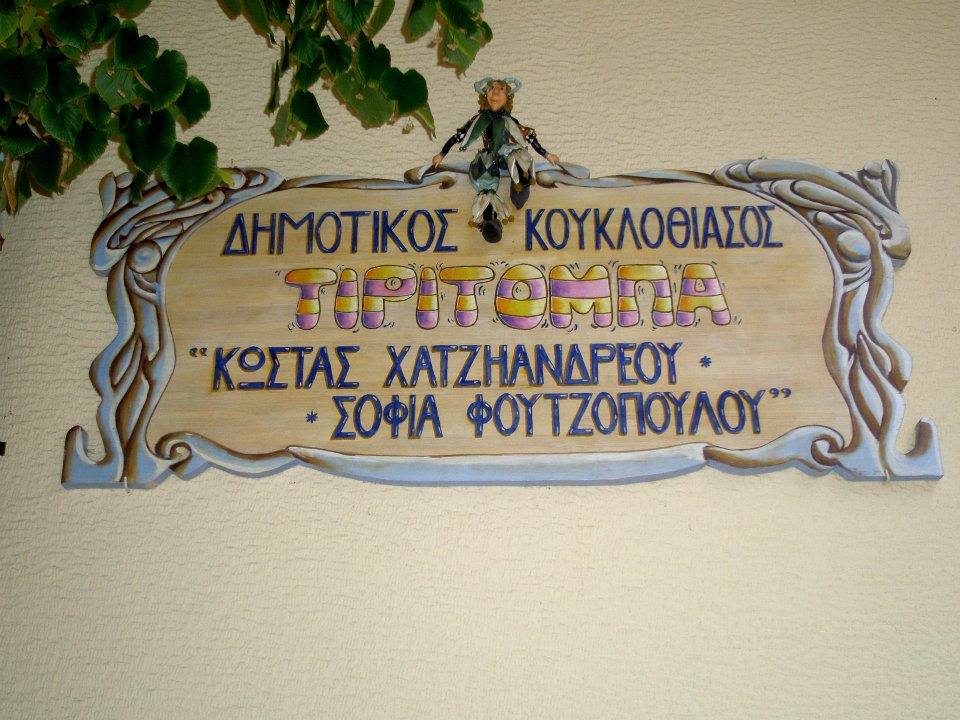 ΔΗΜΟΤΙΚΟΣ ΚΟΥΚΛΟΘΙΑΣΟΣ
ΤΙΡΙΤΟΜΠΑ
“ΚΩΣΤΑΣ ΧΑΤΖΗΑΝΔΡΕΟΥ *
* ΣΟΦΙΑ ΦΟΥΤΖΟΠΟΥΛΟΥ”